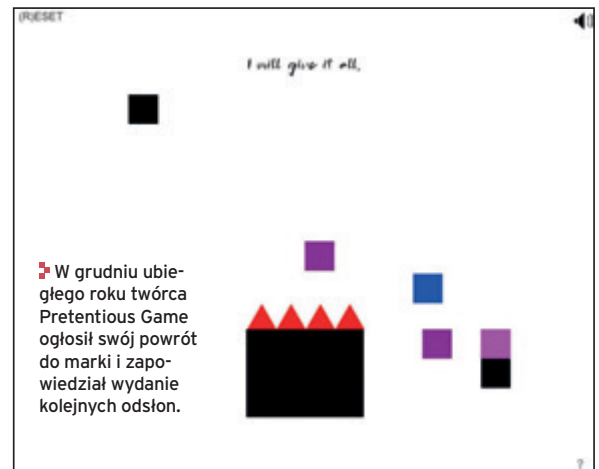 (R)ESET
I will give it all,
W grudniu ubie-
głego roku twórca
Pretentious Game
ogłosił swój powrót
do marki i zapo-
wiedział wydanie
kolejnych odsłon.
?